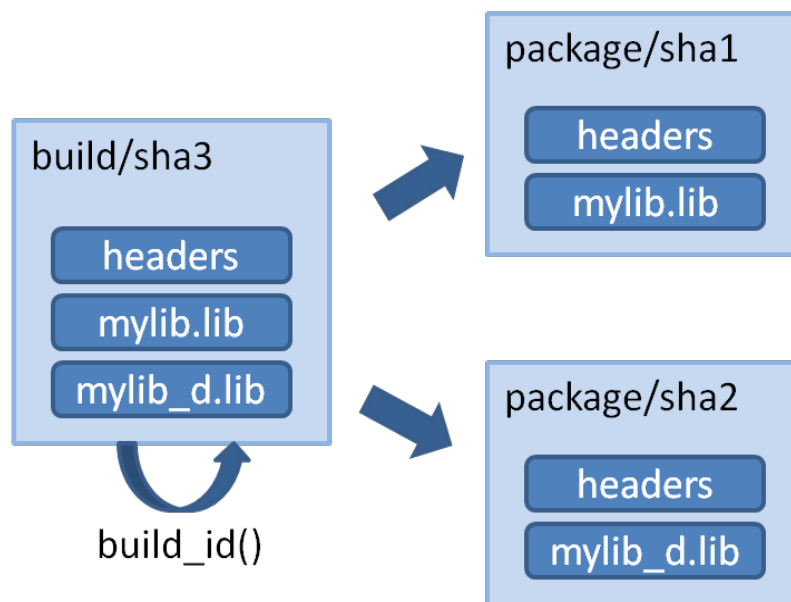 build/sha3
headers
mylib.lib
mylib_d.lib
build_id()
package/sha1
headers
mylib.lib
package/sha2
headers
mylib_d.lib